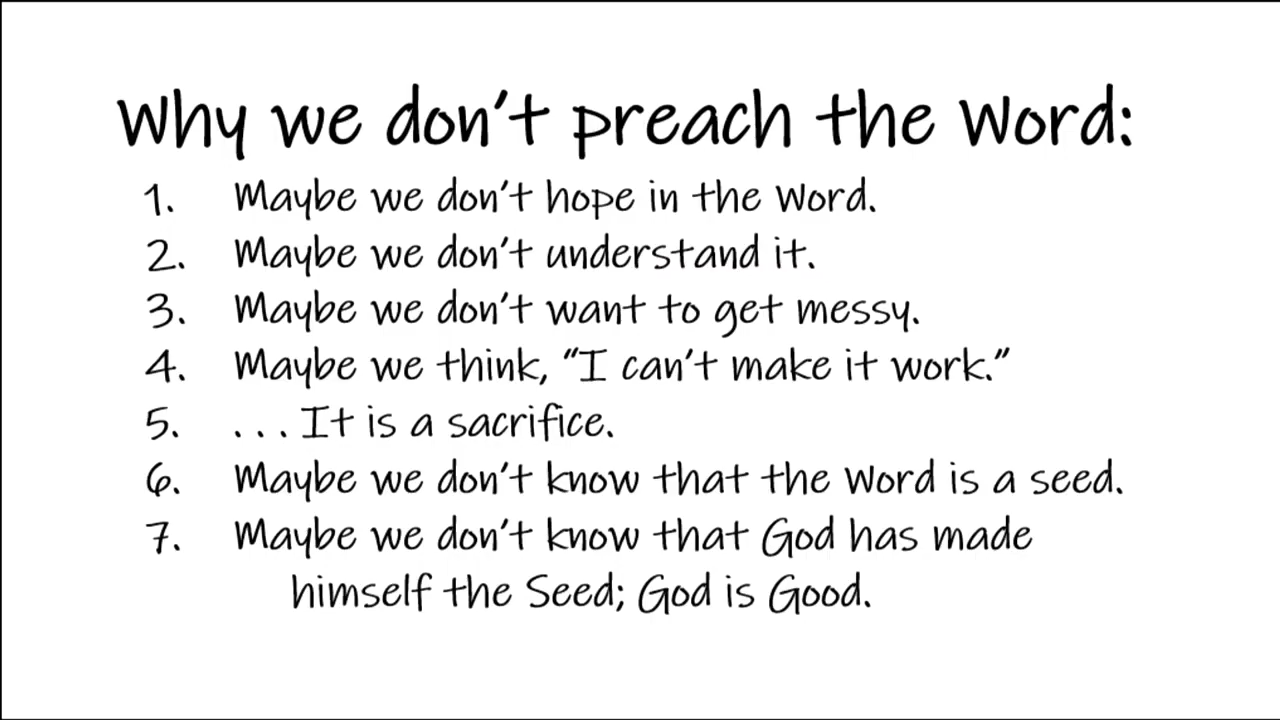 Why we don't preach the Word:
1. Maybe we don't hope in the Word.
2. Maybe we don't understand it.
3. Maybe we don't want to get messy.
4. Maybe we think, "I can't make it work."
5. . . . It is a sacrifice.
6. Maybe we don't know that the Word is a seed.
7. Maybe we don't know that God has made
himself the Seed; God is Good.